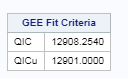 GEE Fit Criteria
QIC 12908.2540
QICu 12901.0000